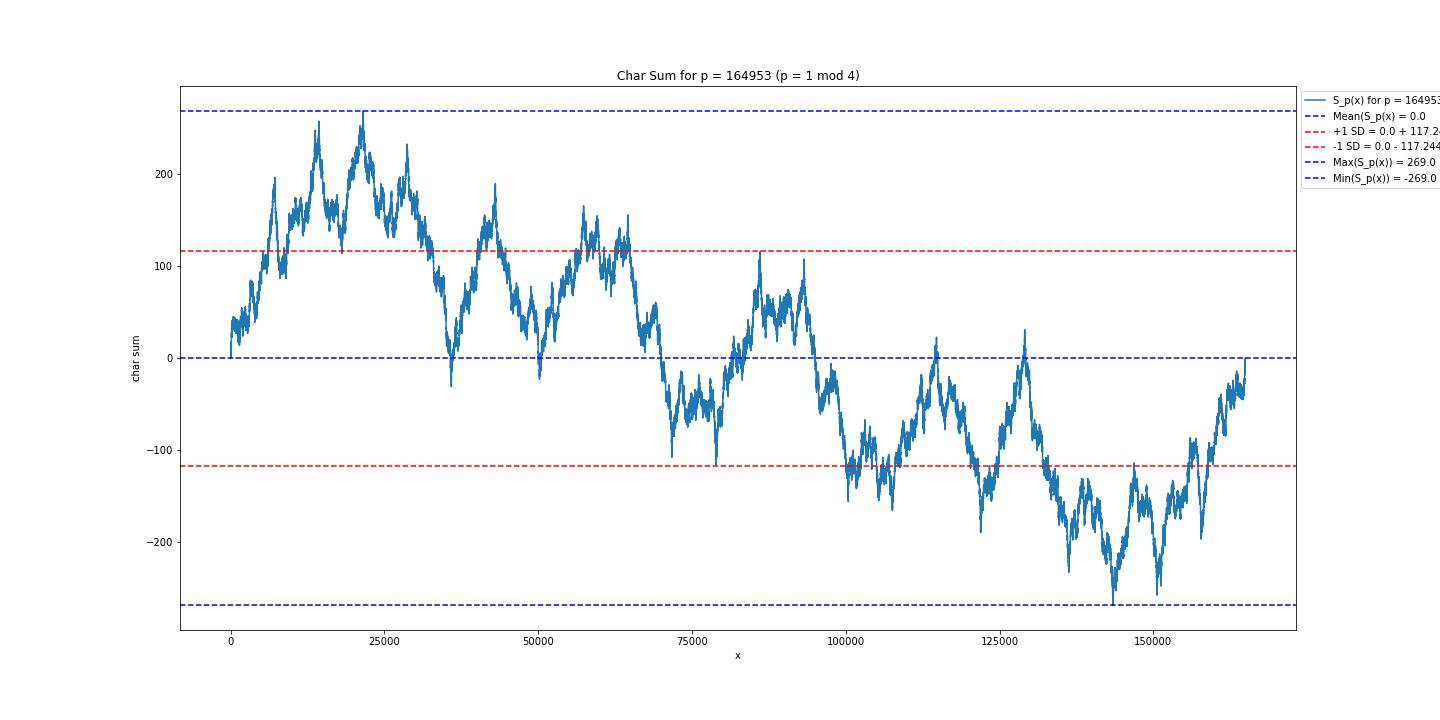 Char Sum for p = 164953 (p = 1 mod 4)
S_p(x) for p = 164953
Mean(S_p(x) = 0.0
+1 SD = 0.0 + 117.24
-1 SD = 0.0 - 117.244
Max(S_p(x)) = 269.0
Min(S_p(x)) = -269.0
200
100
0
−100
−200
char sum
0
25000
50000
75000
100000
125000
150000
x